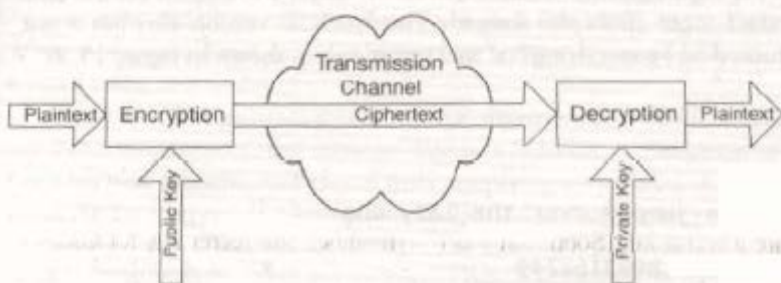 Transmission
Channel
Plaintext
Encryption
Ciphertext
Decryption
Plaintext
Public Key
Private Key